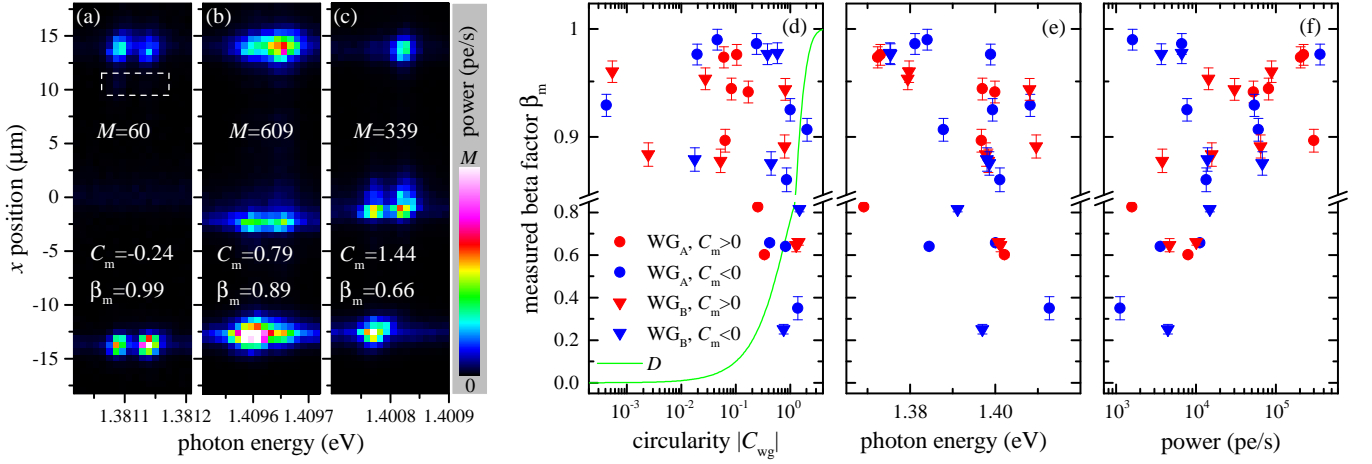 (a)
(b)
(c)
(d)
(e)
(f)
x position (µm)
15
10
5
0
-5
-10
-15
M=60
C_m=-0.24
β_m=0.99
M=609
C_m=0.79
β_m=0.89
M=339
C_m=1.44
β_m=0.66
power (pe/s)
M
0
1.3811 1.3812
1.4096 1.4097
1.4008 1.4009
photon energy (eV)
measured beta factor β_m
1
0.9
0.8
0.6
0.4
0.2
0.0
WG_A, C_m>0
WG_A, C_m<0
WG_B, C_m>0
WG_B, C_m<0
D
10^-3 10^-2 10^-1 10^0
circularity |C_wg|
1.38 1.40
photon energy (eV)
10^3 10^4 10^5
power (pe/s)